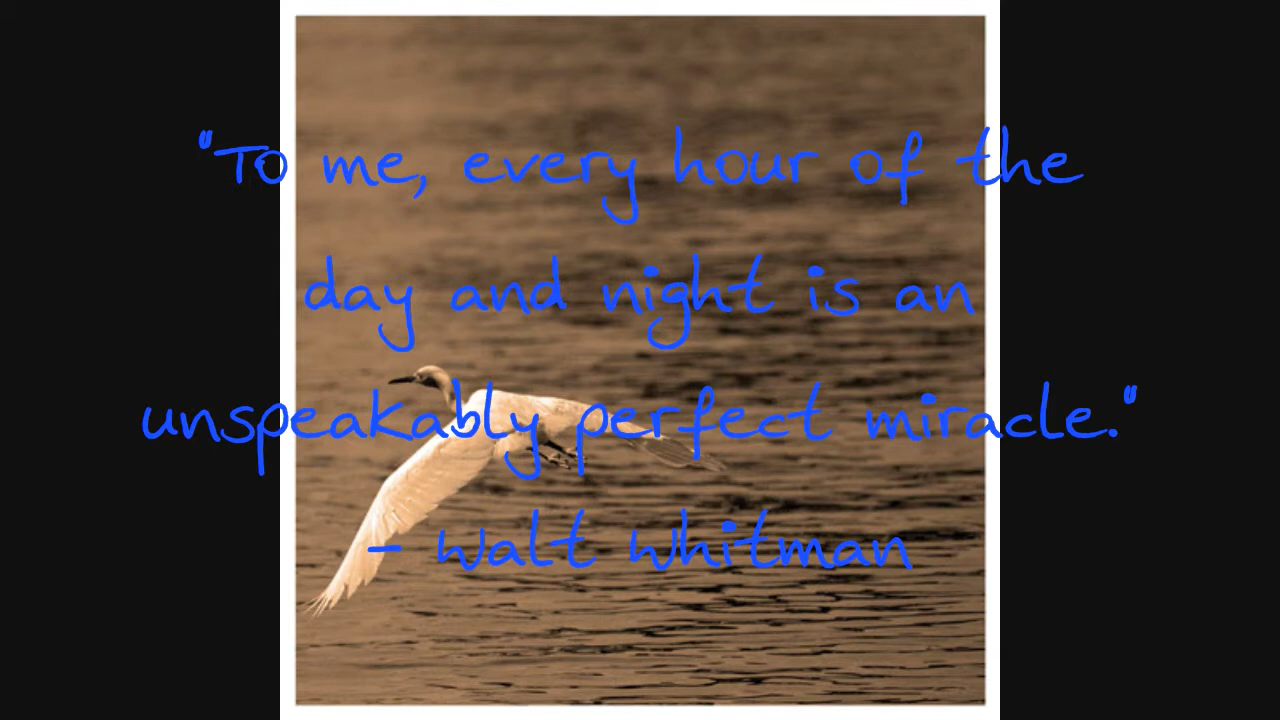 "To me, every hour of the
day and night is an
unspeakably perfect miracle."
- Walt Whitman